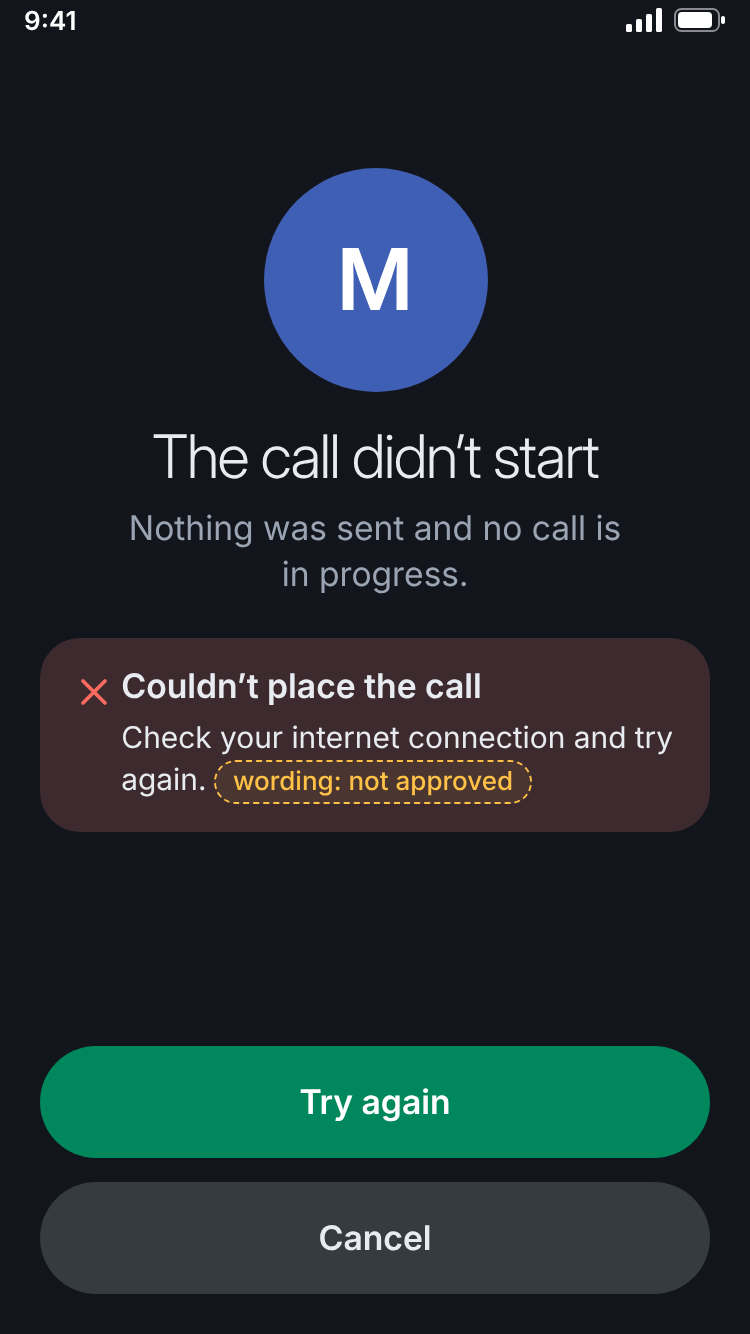 9:41
M
The call didn’t start
Nothing was sent and no call is
in progress.
Couldn’t place the call
Check your internet connection and try
again. wording: not approved
Try again
Cancel